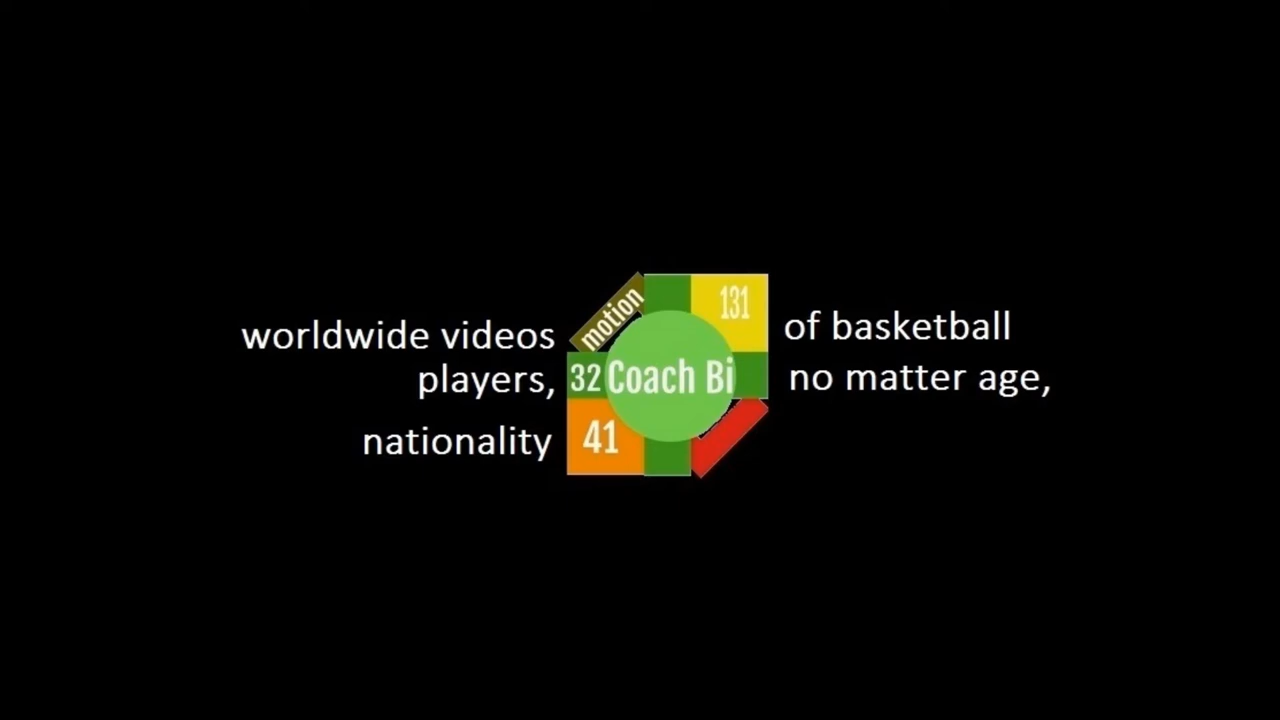 worldwide videos of basketball
players, no matter age,
nationality
motion
131
32 Coach Bi
41